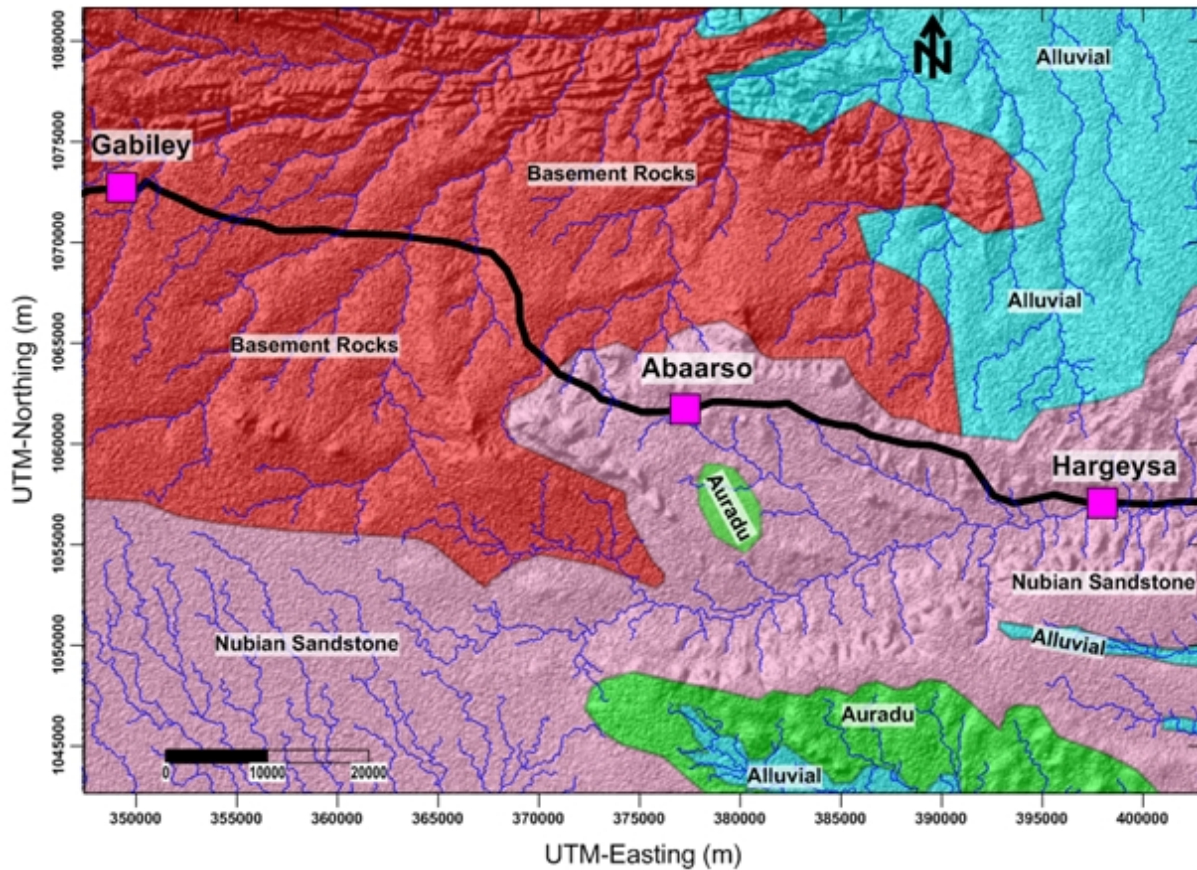 Alluvial
N
Gabiley
Basement Rocks
Alluvial
Alluvial
Basement Rocks
Abaarso
Hargeysa
Auradu
Nubian Sandstone
Nubian Sandstone
Alluvial
Auradu
Alluvial
0 10000 20000
1080000
1075000
1070000
1065000
1060000
1055000
1050000
1045000
UTM-Northing (m)
350000 355000 360000 365000 370000 375000 380000 385000 390000 395000 400000
UTM-Easting (m)